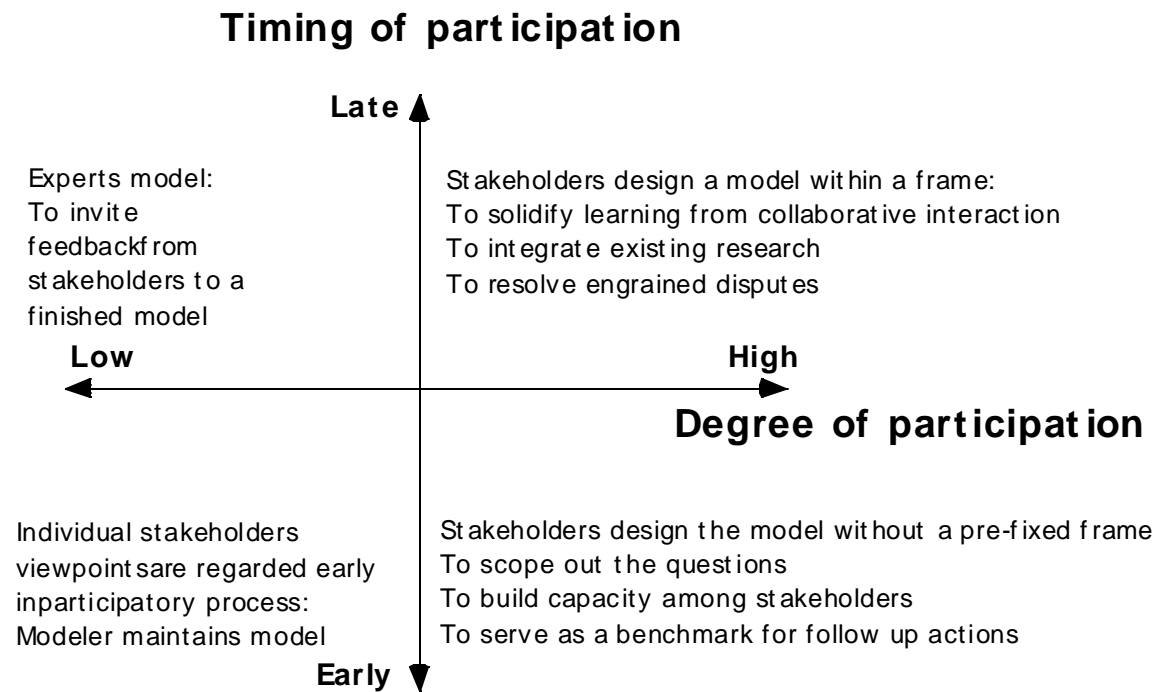 Timing of participation
Late
Experts model:
To invite
feedbackfrom
stakeholders to a
finished model
Stakeholders design a model within a frame:
To solidify learning from collaborative interaction
To integrate existing research
To resolve engrained disputes
Low
High
Degree of participation
Individual stakeholders
viewpointsare regarded early
inparticipatory process:
Modeler maintains model
Stakeholders design the model without a pre-fixed frame
To scope out the questions
To build capacity among stakeholders
To serve as a benchmark for follow up actions
Early